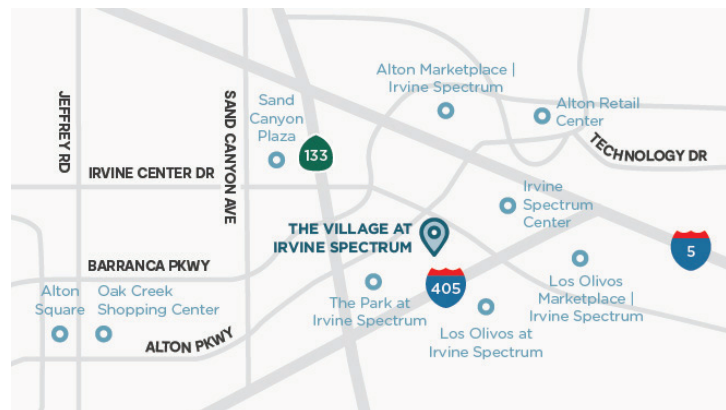 Alton Marketplace |
Irvine Spectrum
Sand
Canyon
Plaza
Alton Retail
Center
JEFFREY RD
SAND CANYON AVE
133
TECHNOLOGY DR
IRVINE CENTER DR
Irvine
Spectrum
Center
THE VILLAGE AT
IRVINE SPECTRUM
5
BARRANCA PKWY
405
Alton
Square
Oak Creek
Shopping Center
The Park at
Irvine Spectrum
Los Olivos
Marketplace |
Irvine Spectrum
Los Olivos at
Irvine Spectrum
ALTON PKWY